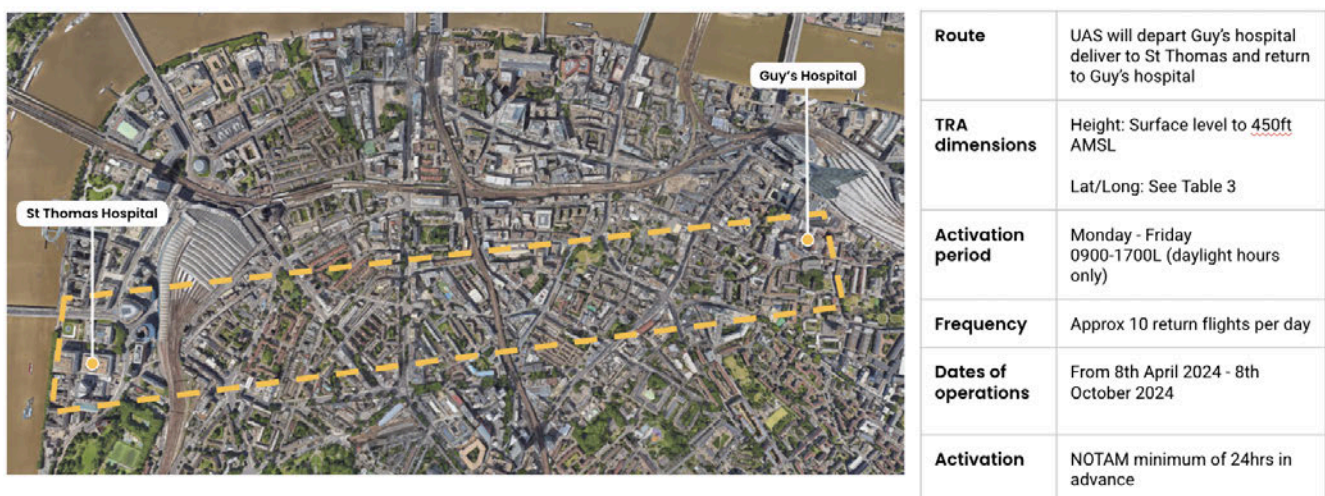 Guy's Hospital
St Thomas Hospital
Route
UAS will depart Guy's hospital
deliver to St Thomas and return
to Guy's hospital
TRA
dimensions
Height: Surface level to 450ft
AMSL
Lat/Long: See Table 3
Activation
period
Monday - Friday
0900-1700L (daylight hours
only)
Frequency
Approx 10 return flights per day
Dates of
operations
From 8th April 2024 - 8th
October 2024
Activation
NOTAM minimum of 24hrs in
advance